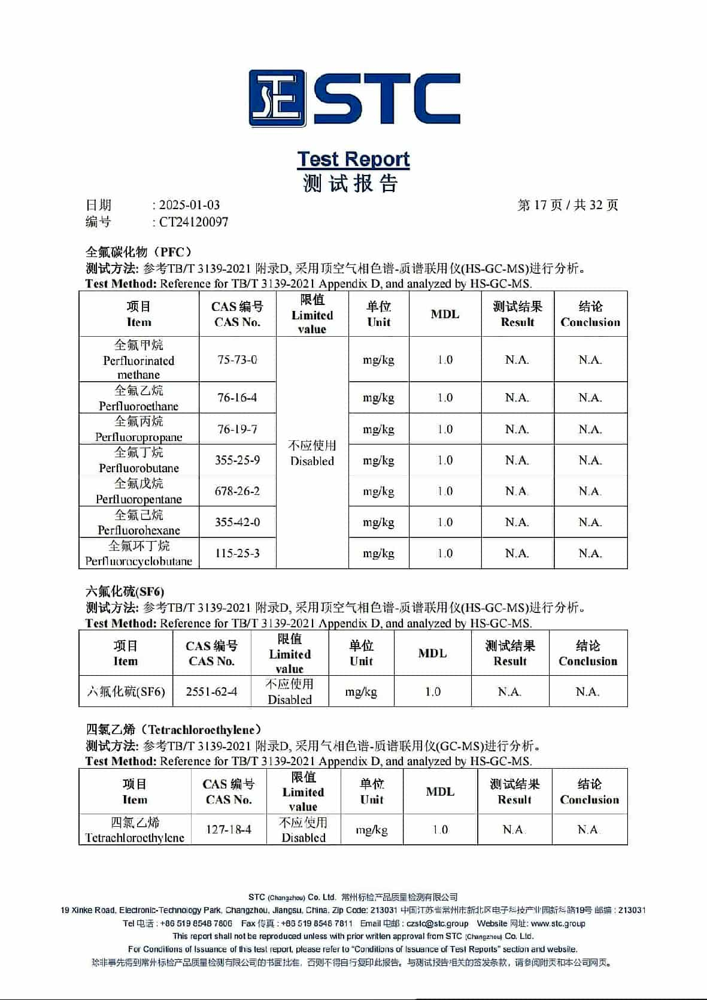 STC
Test Report
测试报告
日期 : 2025-01-03 第 17 页 / 共 32 页
编号 : CT24120097
全氟碳化物（PFC）
测试方法: 参考TB/T 3139-2021 附录D, 采用顶空气相色谱-质谱联用仪(HS-GC-MS)进行分析。
Test Method: Reference for TB/T 3139-2021 Appendix D, and analyzed by HS-GC-MS.
项目 Item CAS 编号 CAS No. 限值 Limited value 单位 Unit MDL 测试结果 Result 结论 Conclusion
全氟甲烷 Perfluorinated methane 75-73-0 mg/kg 1.0 N.A. N.A.
全氟乙烷 Perfluoroethane 76-16-4 mg/kg 1.0 N.A. N.A.
全氟丙烷 Perfluoropropane 76-19-7 mg/kg 1.0 N.A. N.A.
不应使用 Disabled
全氟丁烷 Perfluorobutane 355-25-9 mg/kg 1.0 N.A. N.A.
全氟戊烷 Perfluoropentane 678-26-2 mg/kg 1.0 N.A. N.A.
全氟己烷 Perfluorohexane 355-42-0 mg/kg 1.0 N.A. N.A.
全氟环丁烷 Perfluorocyclobutane 115-25-3 mg/kg 1.0 N.A. N.A.
六氟化硫(SF6)
测试方法: 参考TB/T 3139-2021 附录D, 采用顶空气相色谱-质谱联用仪(HS-GC-MS)进行分析。
Test Method: Reference for TB/T 3139-2021 Appendix D, and analyzed by HS-GC-MS.
项目 Item CAS 编号 CAS No. 限值 Limited value 单位 Unit MDL 测试结果 Result 结论 Conclusion
六氟化硫(SF6) 2551-62-4 不应使用 Disabled mg/kg 1.0 N.A. N.A.
四氯乙烯（Tetrachloroethylene）
测试方法: 参考TB/T 3139-2021 附录D, 采用气相色谱-质谱联用仪(GC-MS)进行分析。
Test Method: Reference for TB/T 3139-2021 Appendix D, and analyzed by HS-GC-MS.
项目 Item CAS 编号 CAS No. 限值 Limited value 单位 Unit MDL 测试结果 Result 结论 Conclusion
四氯乙烯 Tetrachloroethylene 127-18-4 不应使用 Disabled mg/kg 1.0 N.A. N.A.
STC (Changzhou) Co. Ltd. 常州标检产品质量检测有限公司
19 Xinke Road, Electronic-Technology Park, Changzhou, Jiangsu, China. Zip Code: 213031 中国江苏省常州市新北区电子科技产业园新科路19号 邮编 : 213031
Tel 电话 : +86 519 8548 7806 Fax 传真 : +86 519 8548 7811 Email 电邮 : czstc@stc.group Website 网址: www.stc.group
This report shall not be reproduced unless with prior written approval from STC (Changzhou) Co. Ltd.
For Conditions of Issuance of this test report, please refer to “Conditions of Issuance of Test Reports” section and website.
除非事先得到常州标检产品质量检测有限公司的书面批准，否则不得自行复印此报告。与测试报告相关的签发条款，请参阅附页和本公司网页。